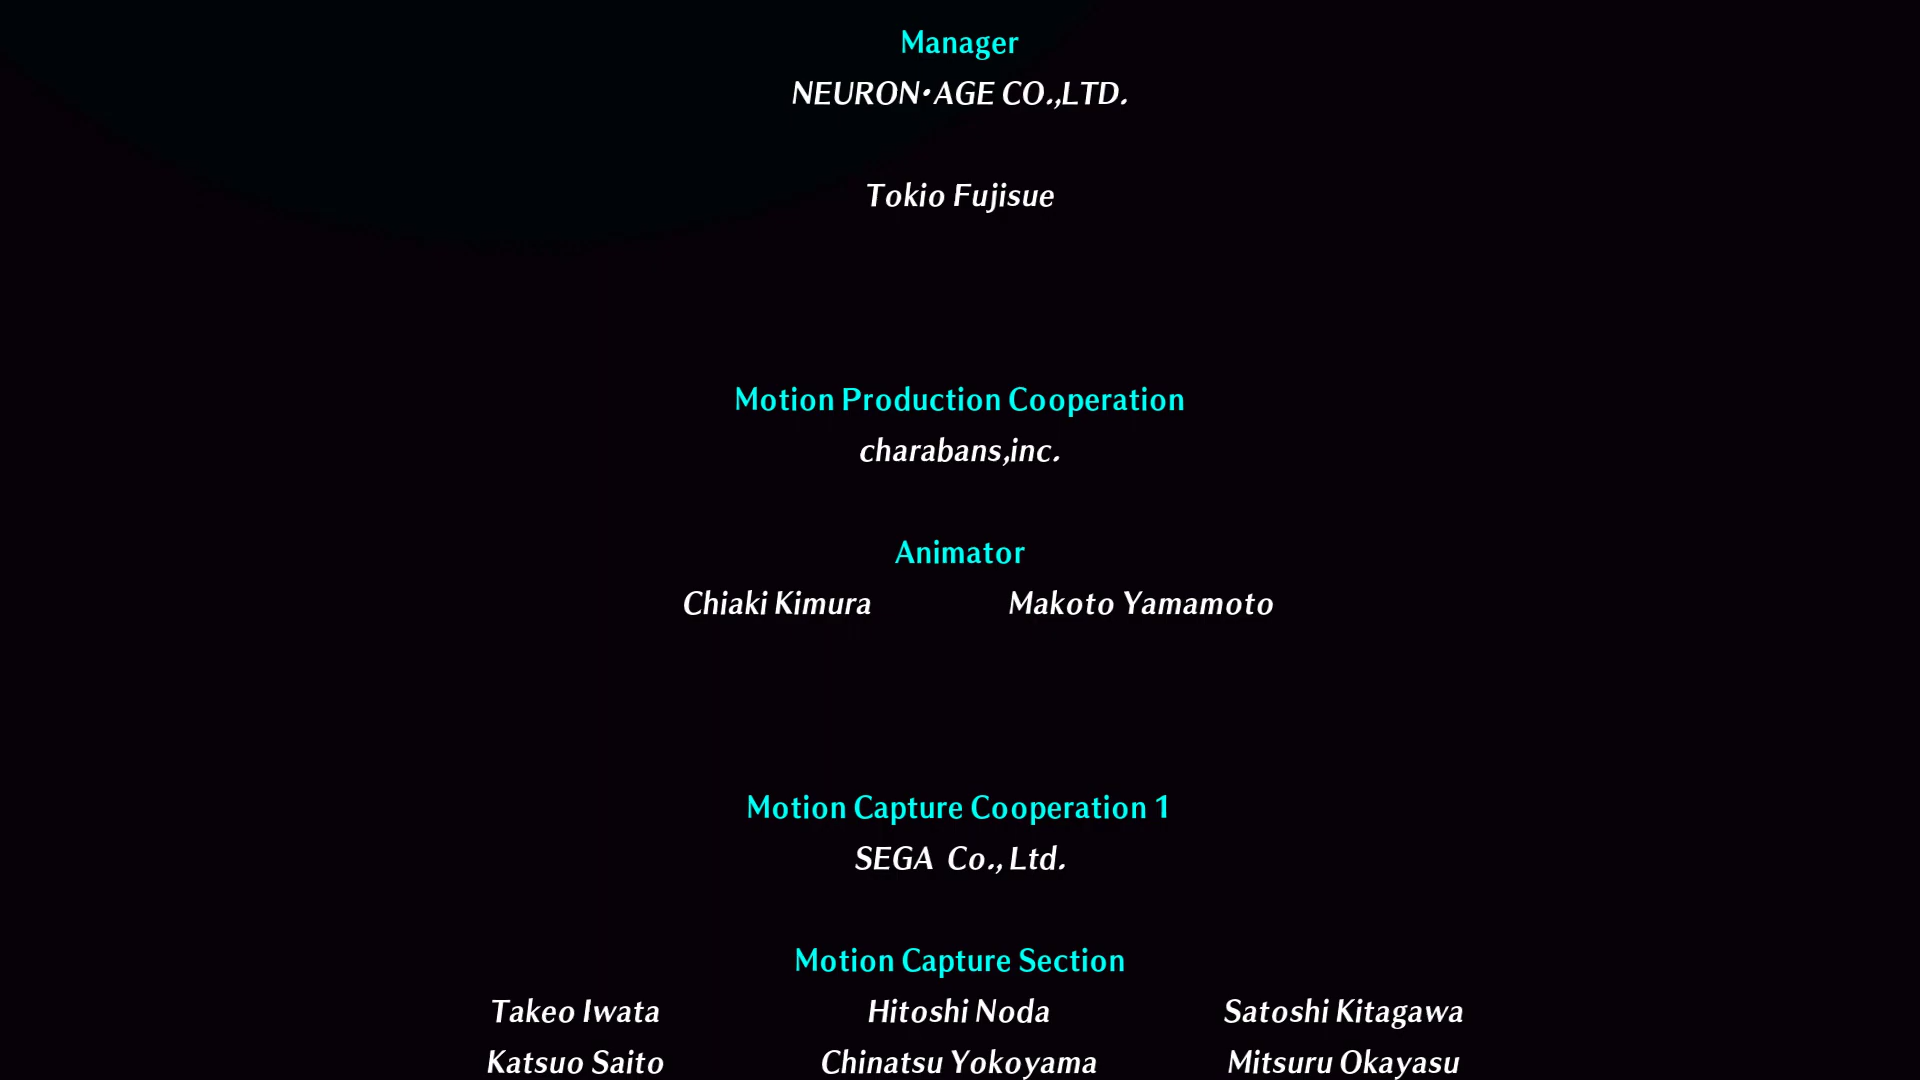 Manager
NEURON・AGE CO.,LTD.
Tokio Fujisue
Motion Production Cooperation
charabans,inc.
Animator
Chiaki Kimura Makoto Yamamoto
Motion Capture Cooperation 1
SEGA Co., Ltd.
Motion Capture Section
Takeo Iwata Hitoshi Noda Satoshi Kitagawa
Katsuo Saito Chinatsu Yokoyama Mitsuru Okayasu